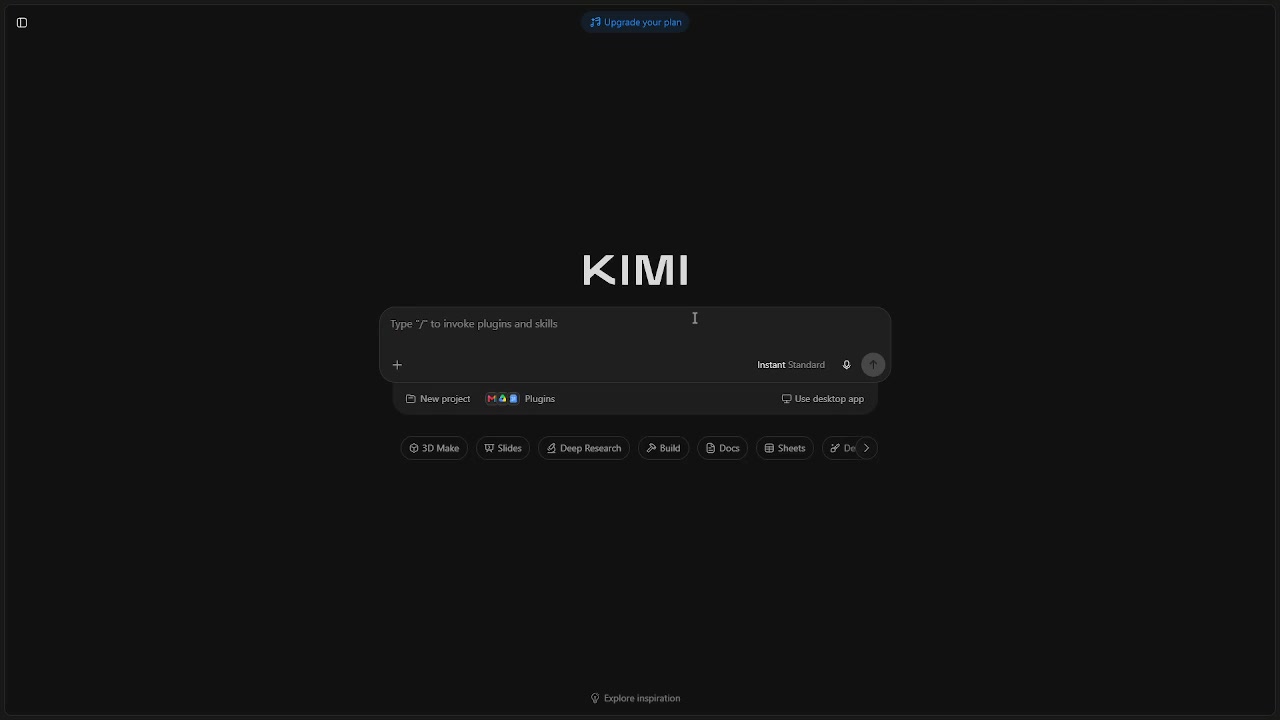 Upgrade your plan
KIMI
Type "/" to invoke plugins and skills
Instant Standard
New project Plugins Use desktop app
3D Make Slides Deep Research Build Docs Sheets De
Explore inspiration